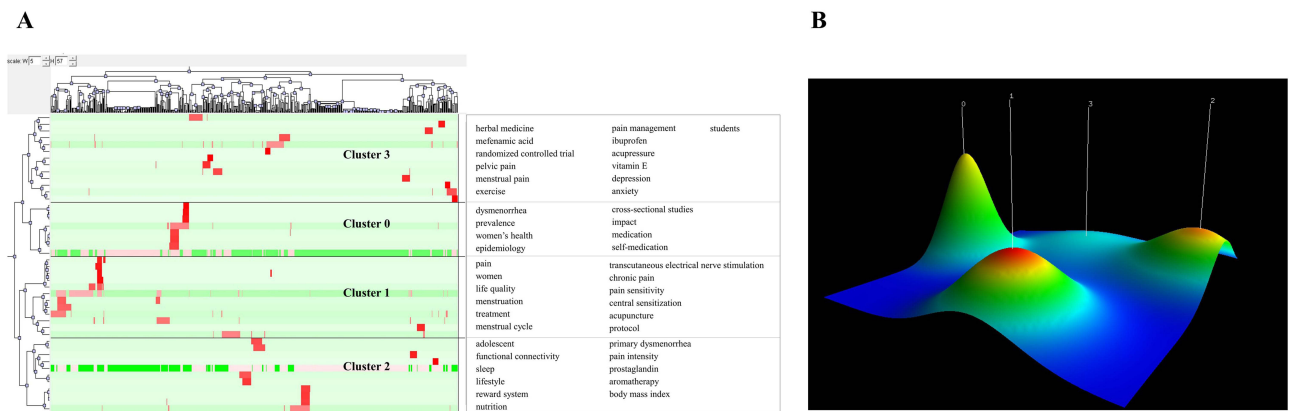 A
B
scale: W 5 H 57
herbal medicine pain management students
mefenamic acid ibuprofen
randomized controlled trial acupressure
Cluster 3
pelvic pain vitamin E
menstrual pain depression
exercise anxiety
dysmenorrhea cross-sectional studies
prevalence impact
Cluster 0
women's health medication
epidemiology self-medication
pain transcutaneous electrical nerve stimulation
women chronic pain
life quality pain sensitivity
Cluster 1
menstruation central sensitization
treatment acupuncture
menstrual cycle protocol
adolescent primary dysmenorrhea
functional connectivity pain intensity
Cluster 2
sleep prostaglandin
lifestyle aromatherapy
reward system body mass index
nutrition
0
1
3
2